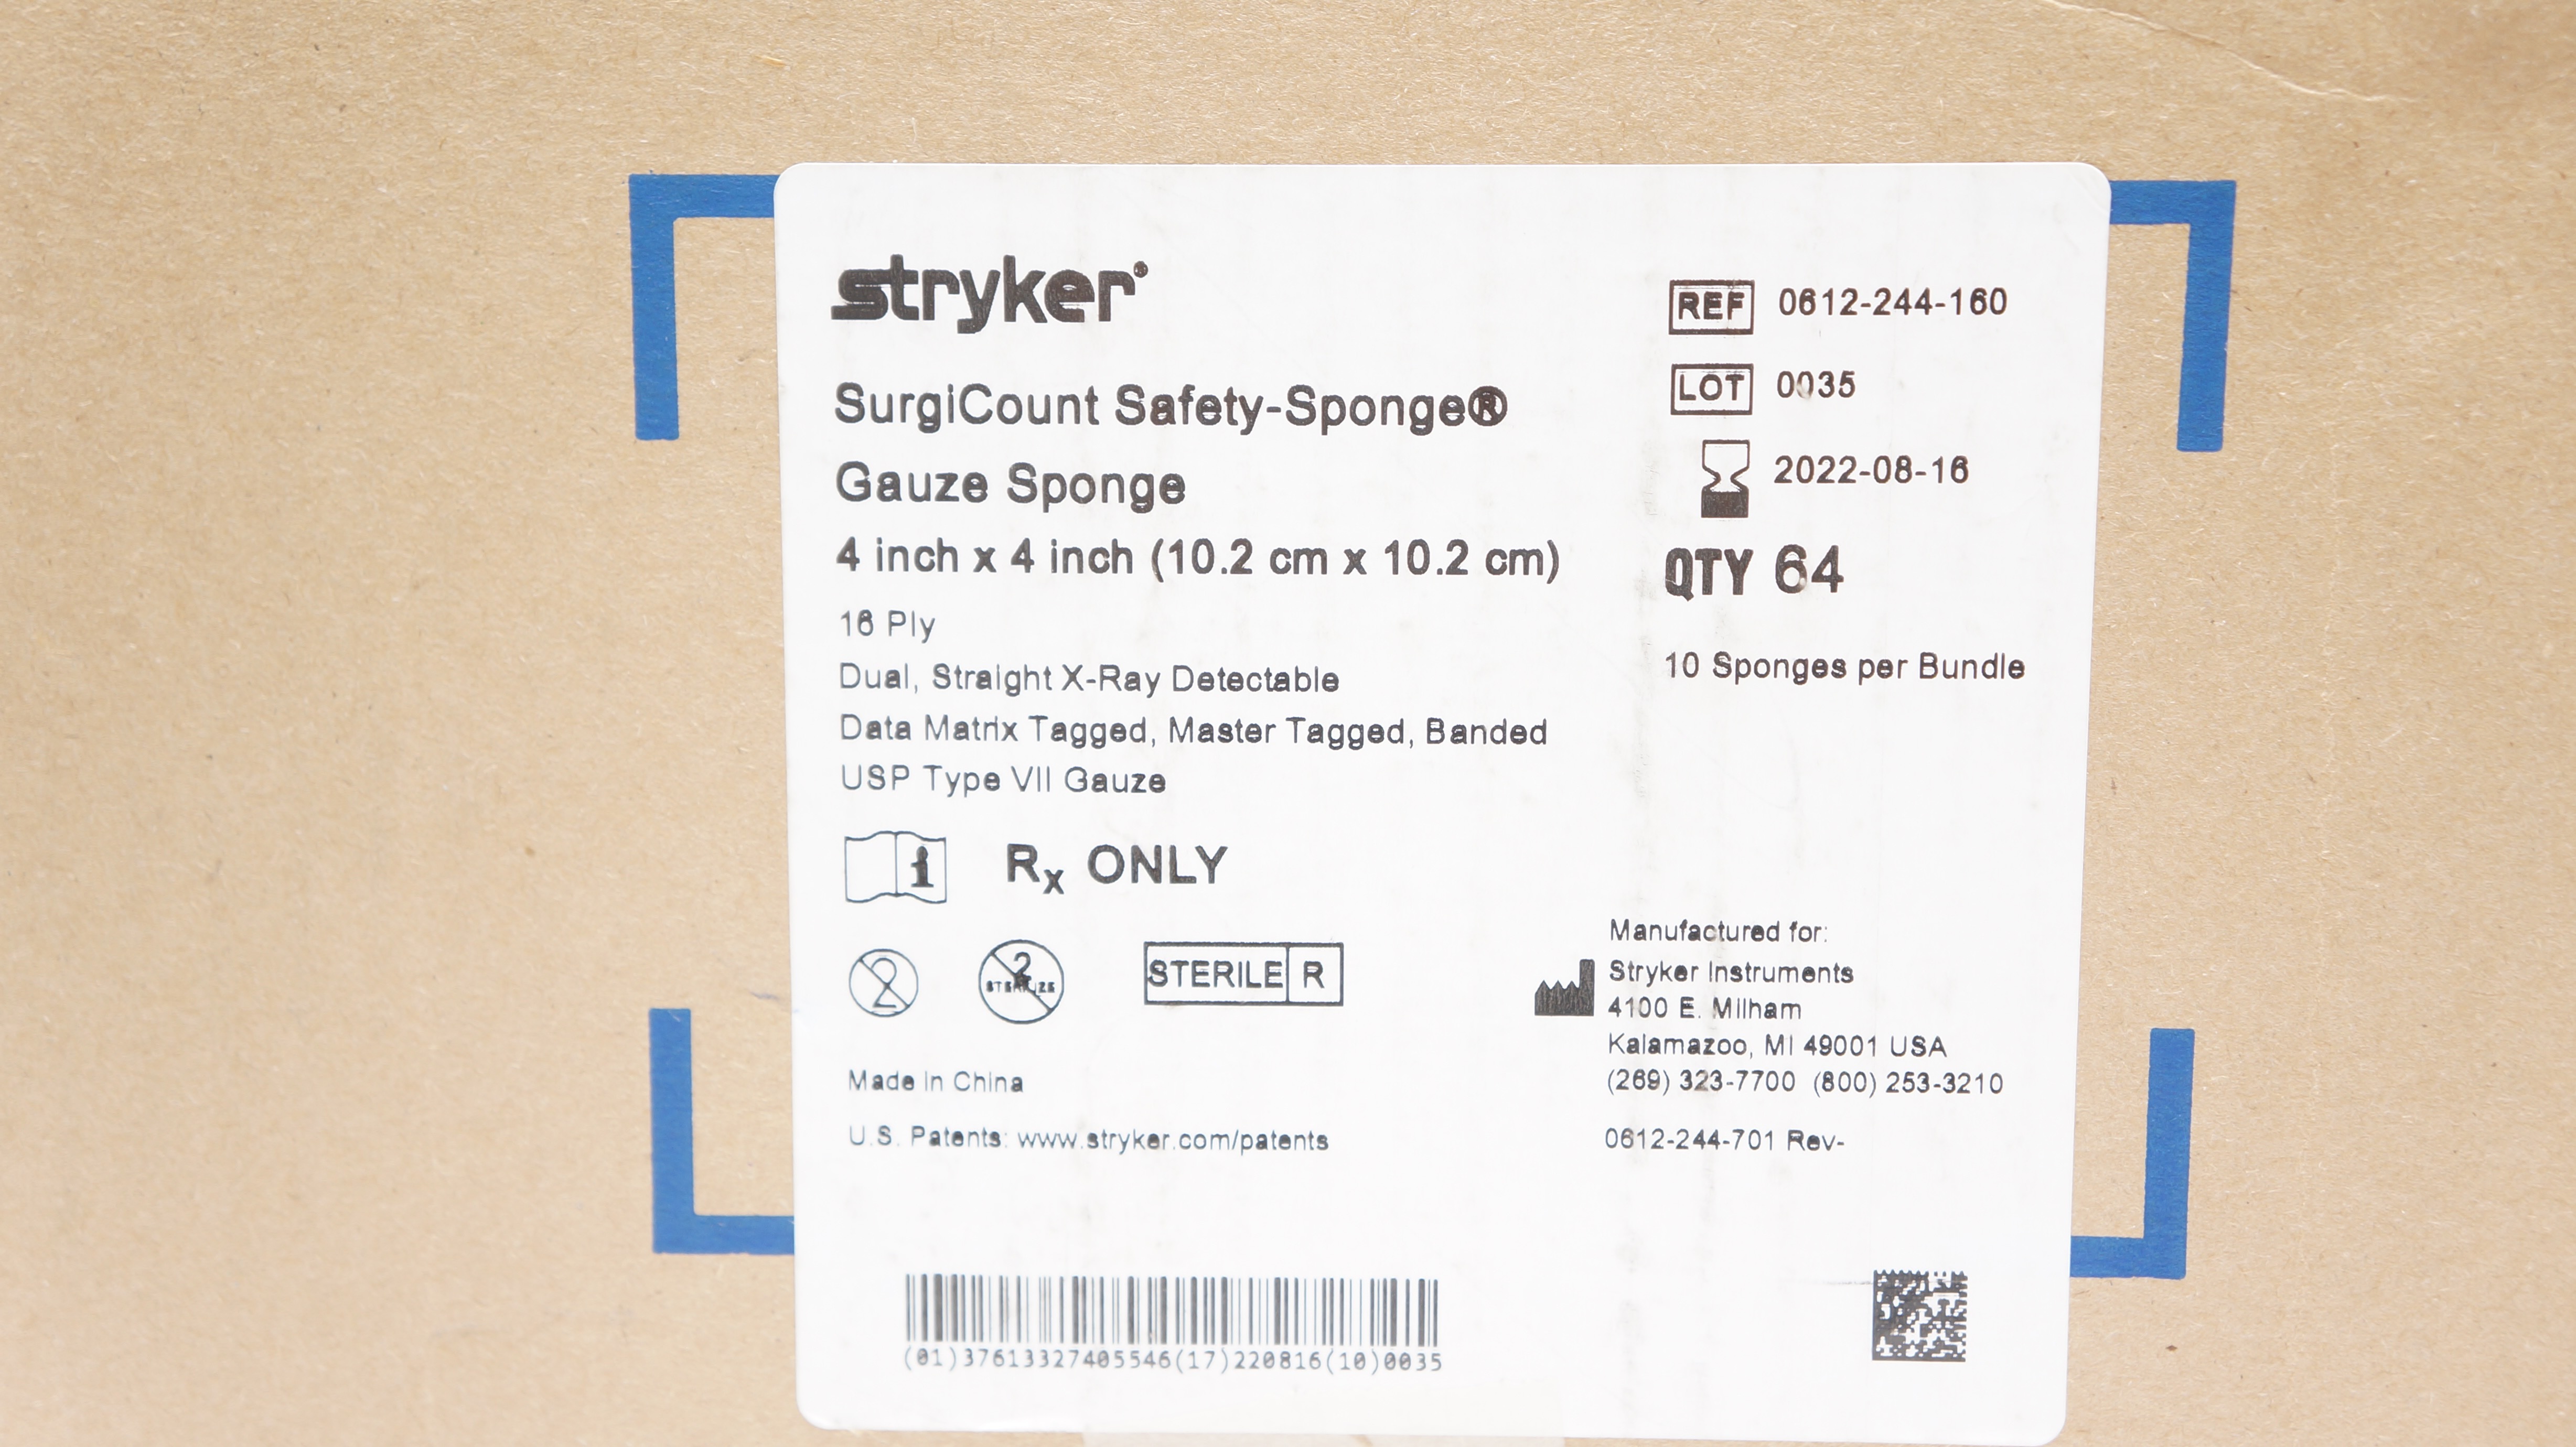 stryker®
SurgiCount Safety-Sponge®
Gauze Sponge
4 inch x 4 inch (10.2 cm x 10.2 cm)
16 Ply
Dual, Straight X-Ray Detectable
Data Matrix Tagged, Master Tagged, Banded
USP Type VII Gauze
REF 0612-244-160
LOT 0035
2022-08-16
QTY 64
10 Sponges per Bundle
i Rx ONLY
2
2 STERILIZE
STERILE R
Made in China
U.S. Patents: www.stryker.com/patents
Manufactured for:
Stryker Instruments
4100 E. Milham
Kalamazoo, MI 49001 USA
(269) 323-7700 (800) 253-3210
0612-244-701 Rev-
(01)37613327405546(17)220816(10)0035